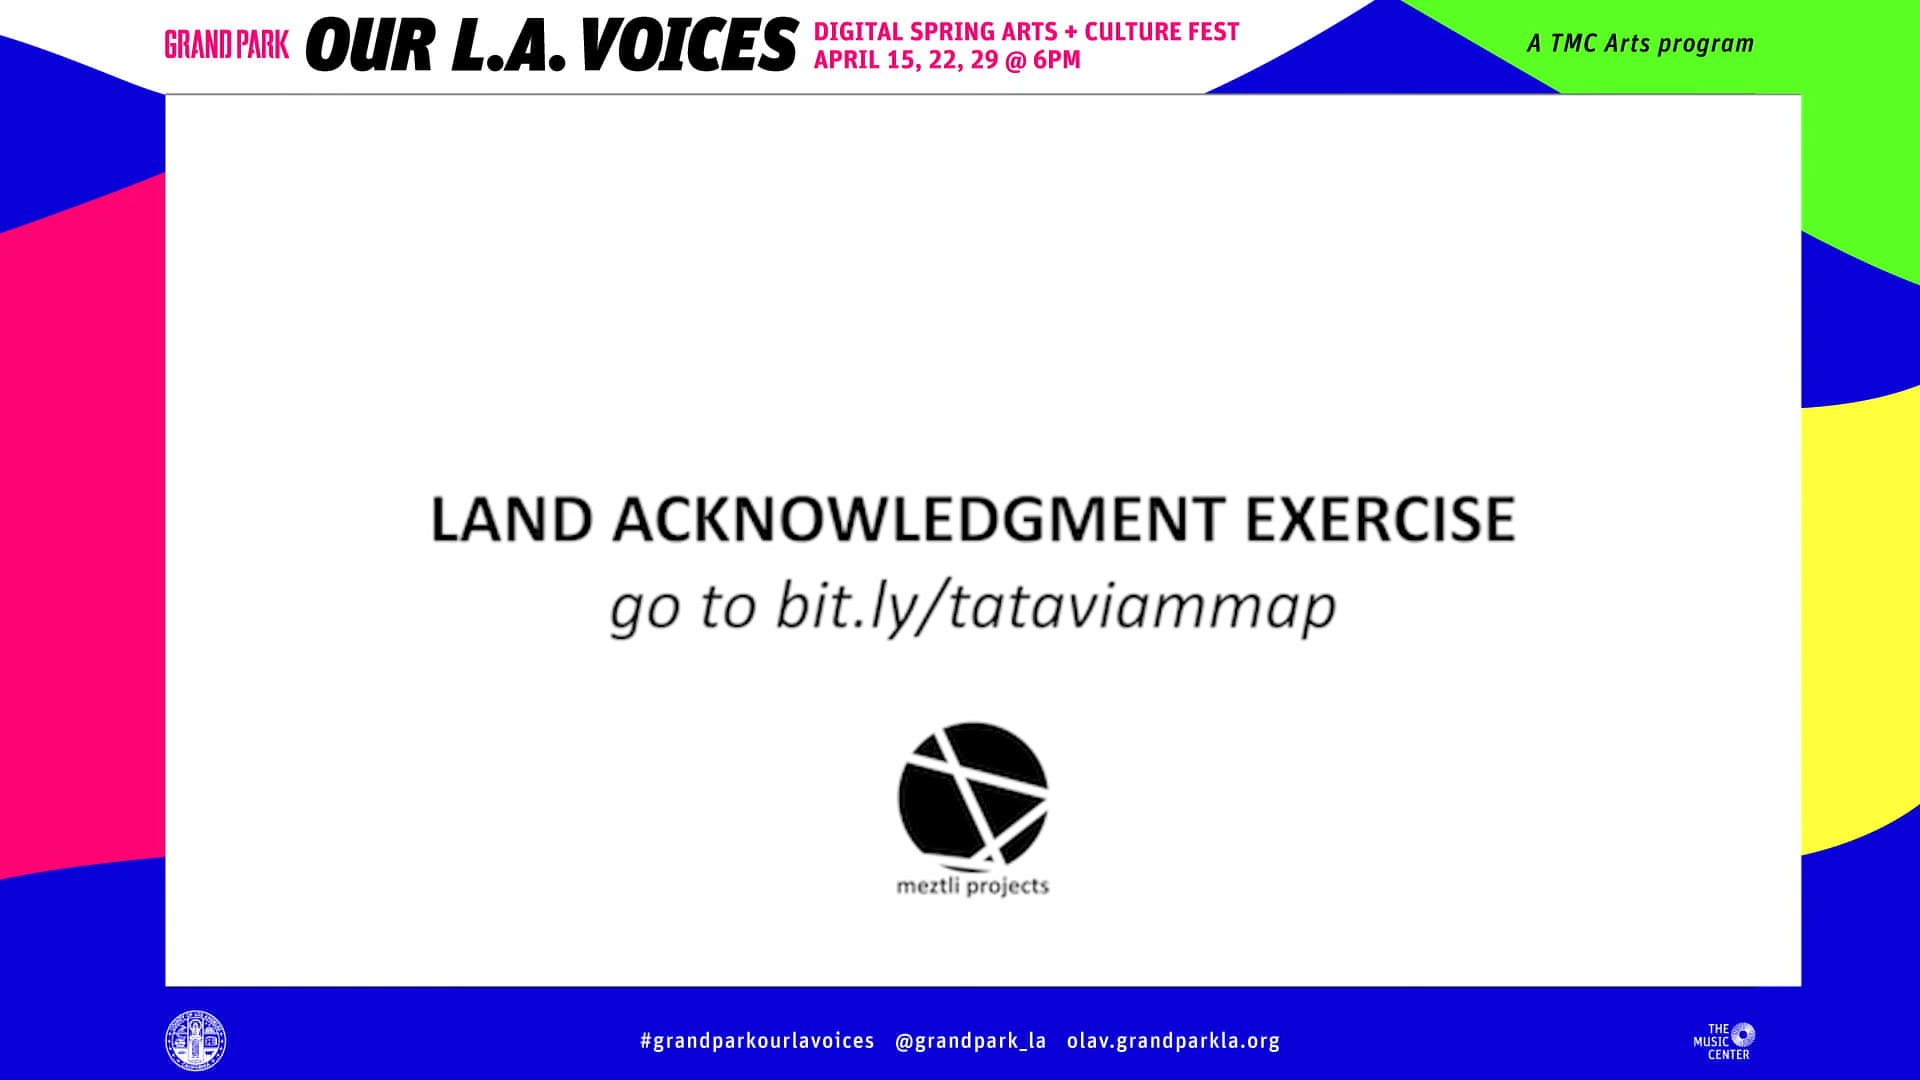 GRAND PARK OUR L.A. VOICES
DIGITAL SPRING ARTS + CULTURE FEST
APRIL 15, 22, 29 @ 6PM
A TMC Arts program
LAND ACKNOWLEDGMENT EXERCISE
go to bit.ly/tataviammap
meztli projects
#grandparkourlavoices @grandpark_la olav.grandparkla.org
THE
MUSIC
CENTER